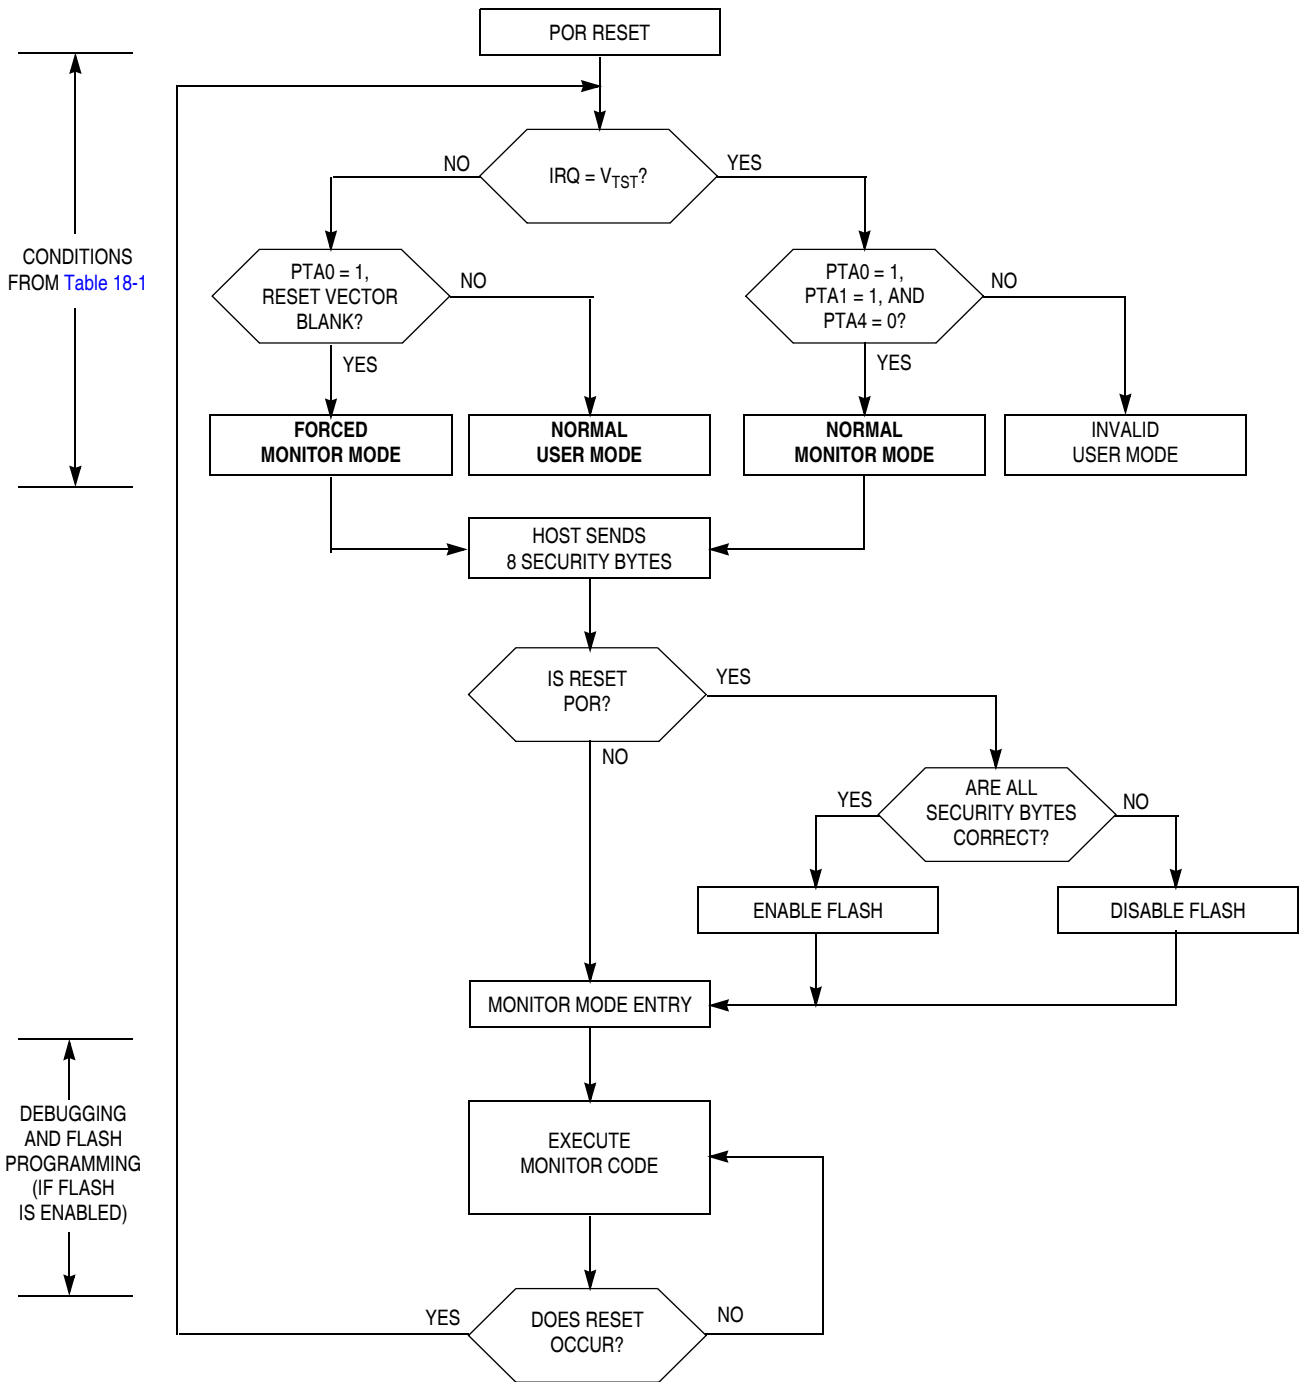 POR RESET
NO
YES
IRQ = VTST?
CONDITIONS
FROM Table 18-1
PTA0 = 1,
RESET VECTOR
BLANK?
NO
YES
PTA0 = 1,
PTA1 = 1, AND
PTA4 = 0?
NO
YES
FORCED
MONITOR MODE
NORMAL
USER MODE
NORMAL
MONITOR MODE
INVALID
USER MODE
HOST SENDS
8 SECURITY BYTES
IS RESET
POR?
YES
NO
ARE ALL
SECURITY BYTES
CORRECT?
YES
NO
ENABLE FLASH
DISABLE FLASH
MONITOR MODE ENTRY
DEBUGGING
AND FLASH
PROGRAMMING
(IF FLASH
IS ENABLED)
EXECUTE
MONITOR CODE
YES
DOES RESET
OCCUR?
NO